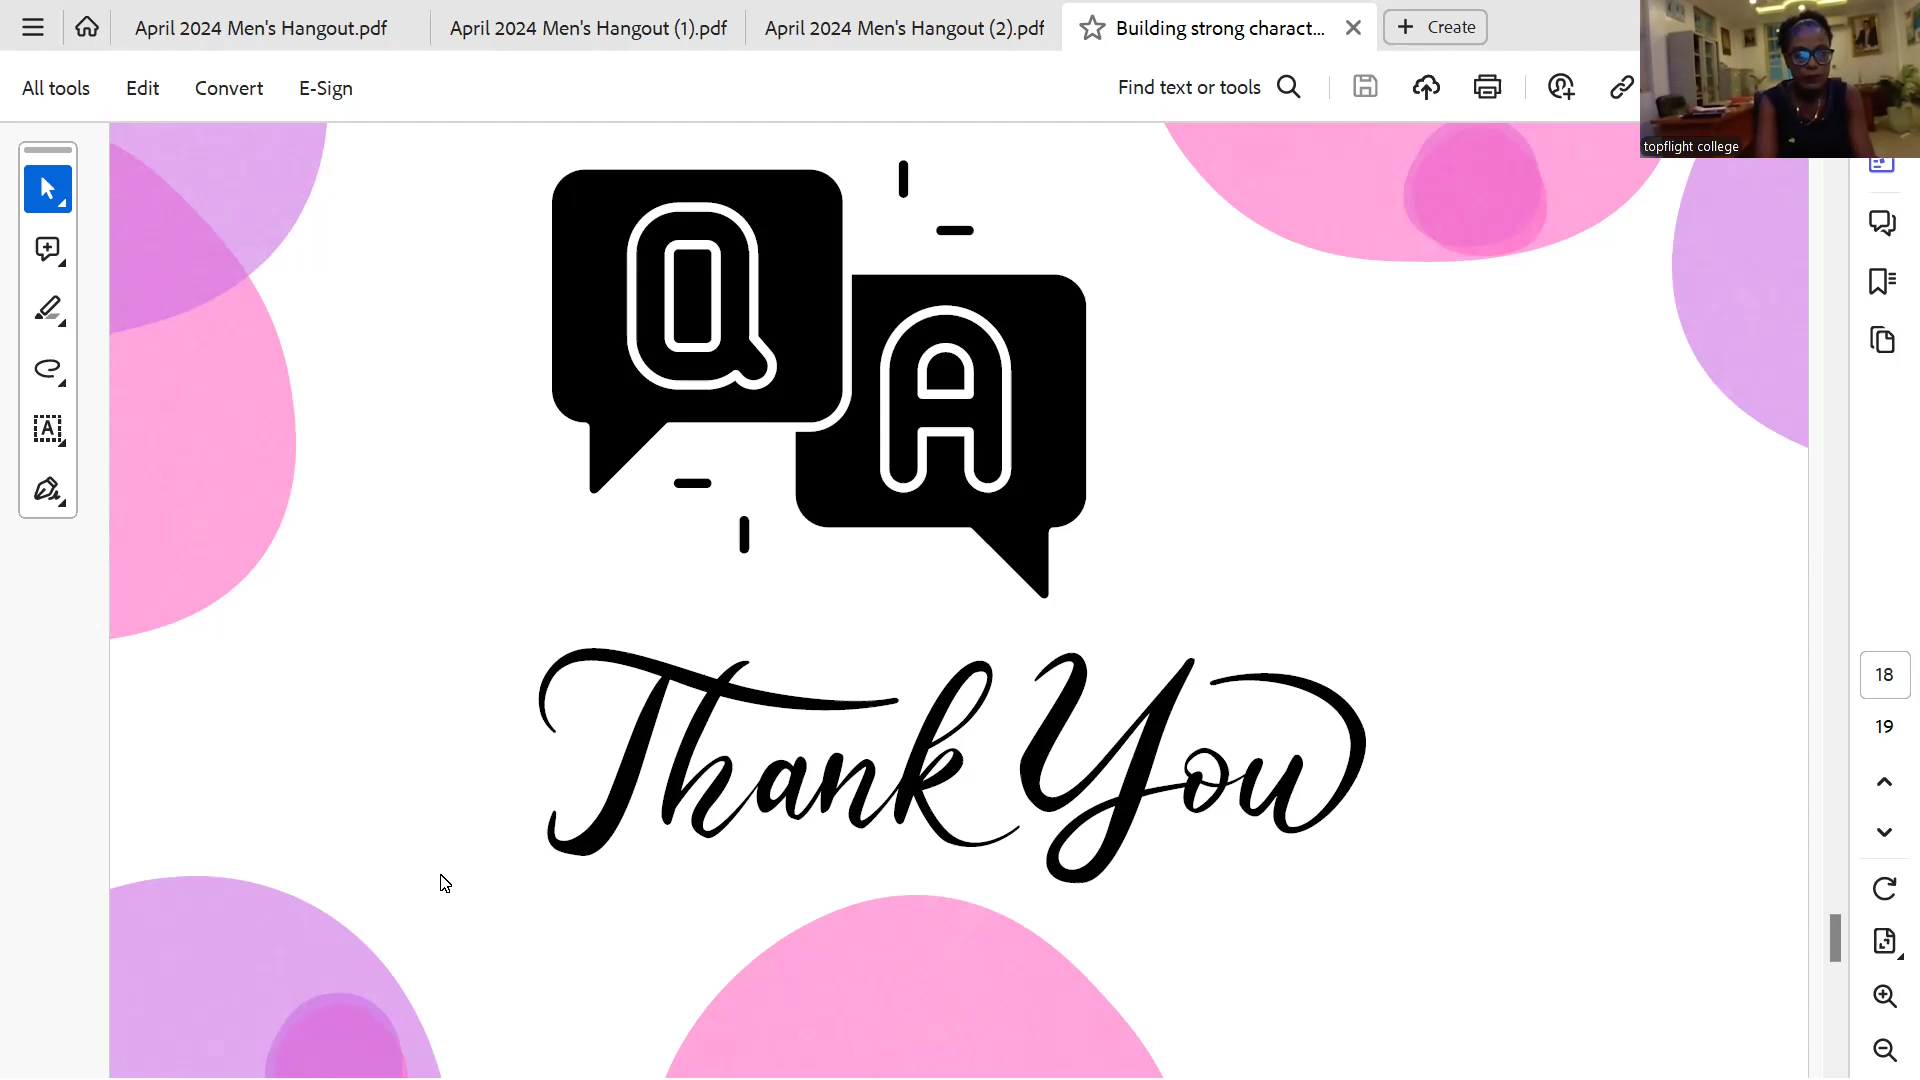 April 2024 Men's Hangout.pdf
April 2024 Men's Hangout (1).pdf
April 2024 Men's Hangout (2).pdf
Building strong charact...
Create
All tools
Edit
Convert
E-Sign
Find text or tools
topflight college
Q
A
Thank You
18
19